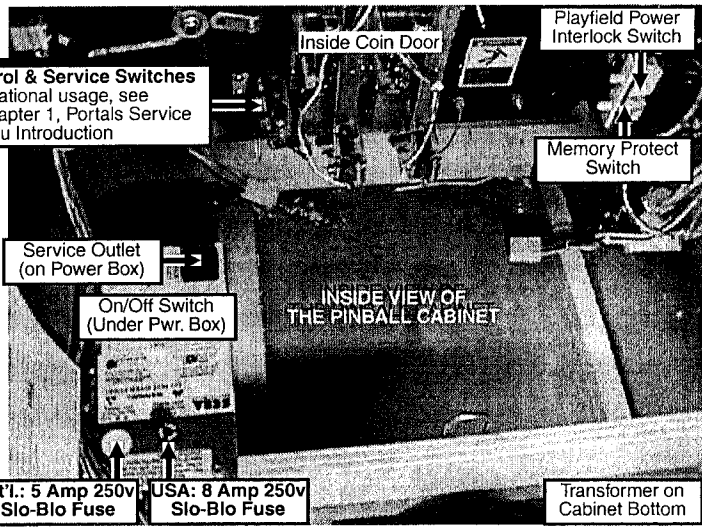 Playfield Power
Interlock Switch
Inside Coin Door
rol & Service Switches
ational usage, see
apter 1, Portals Service
u Introduction
Memory Protect
Switch
Service Outlet
(on Power Box)
On/Off Switch
(Under Pwr. Box)
INSIDE VIEW OF
THE PINBALL CABINET
t'l.: 5 Amp 250v
Slo-Blo Fuse
USA: 8 Amp 250v
Slo-Blo Fuse
Transformer on
Cabinet Bottom